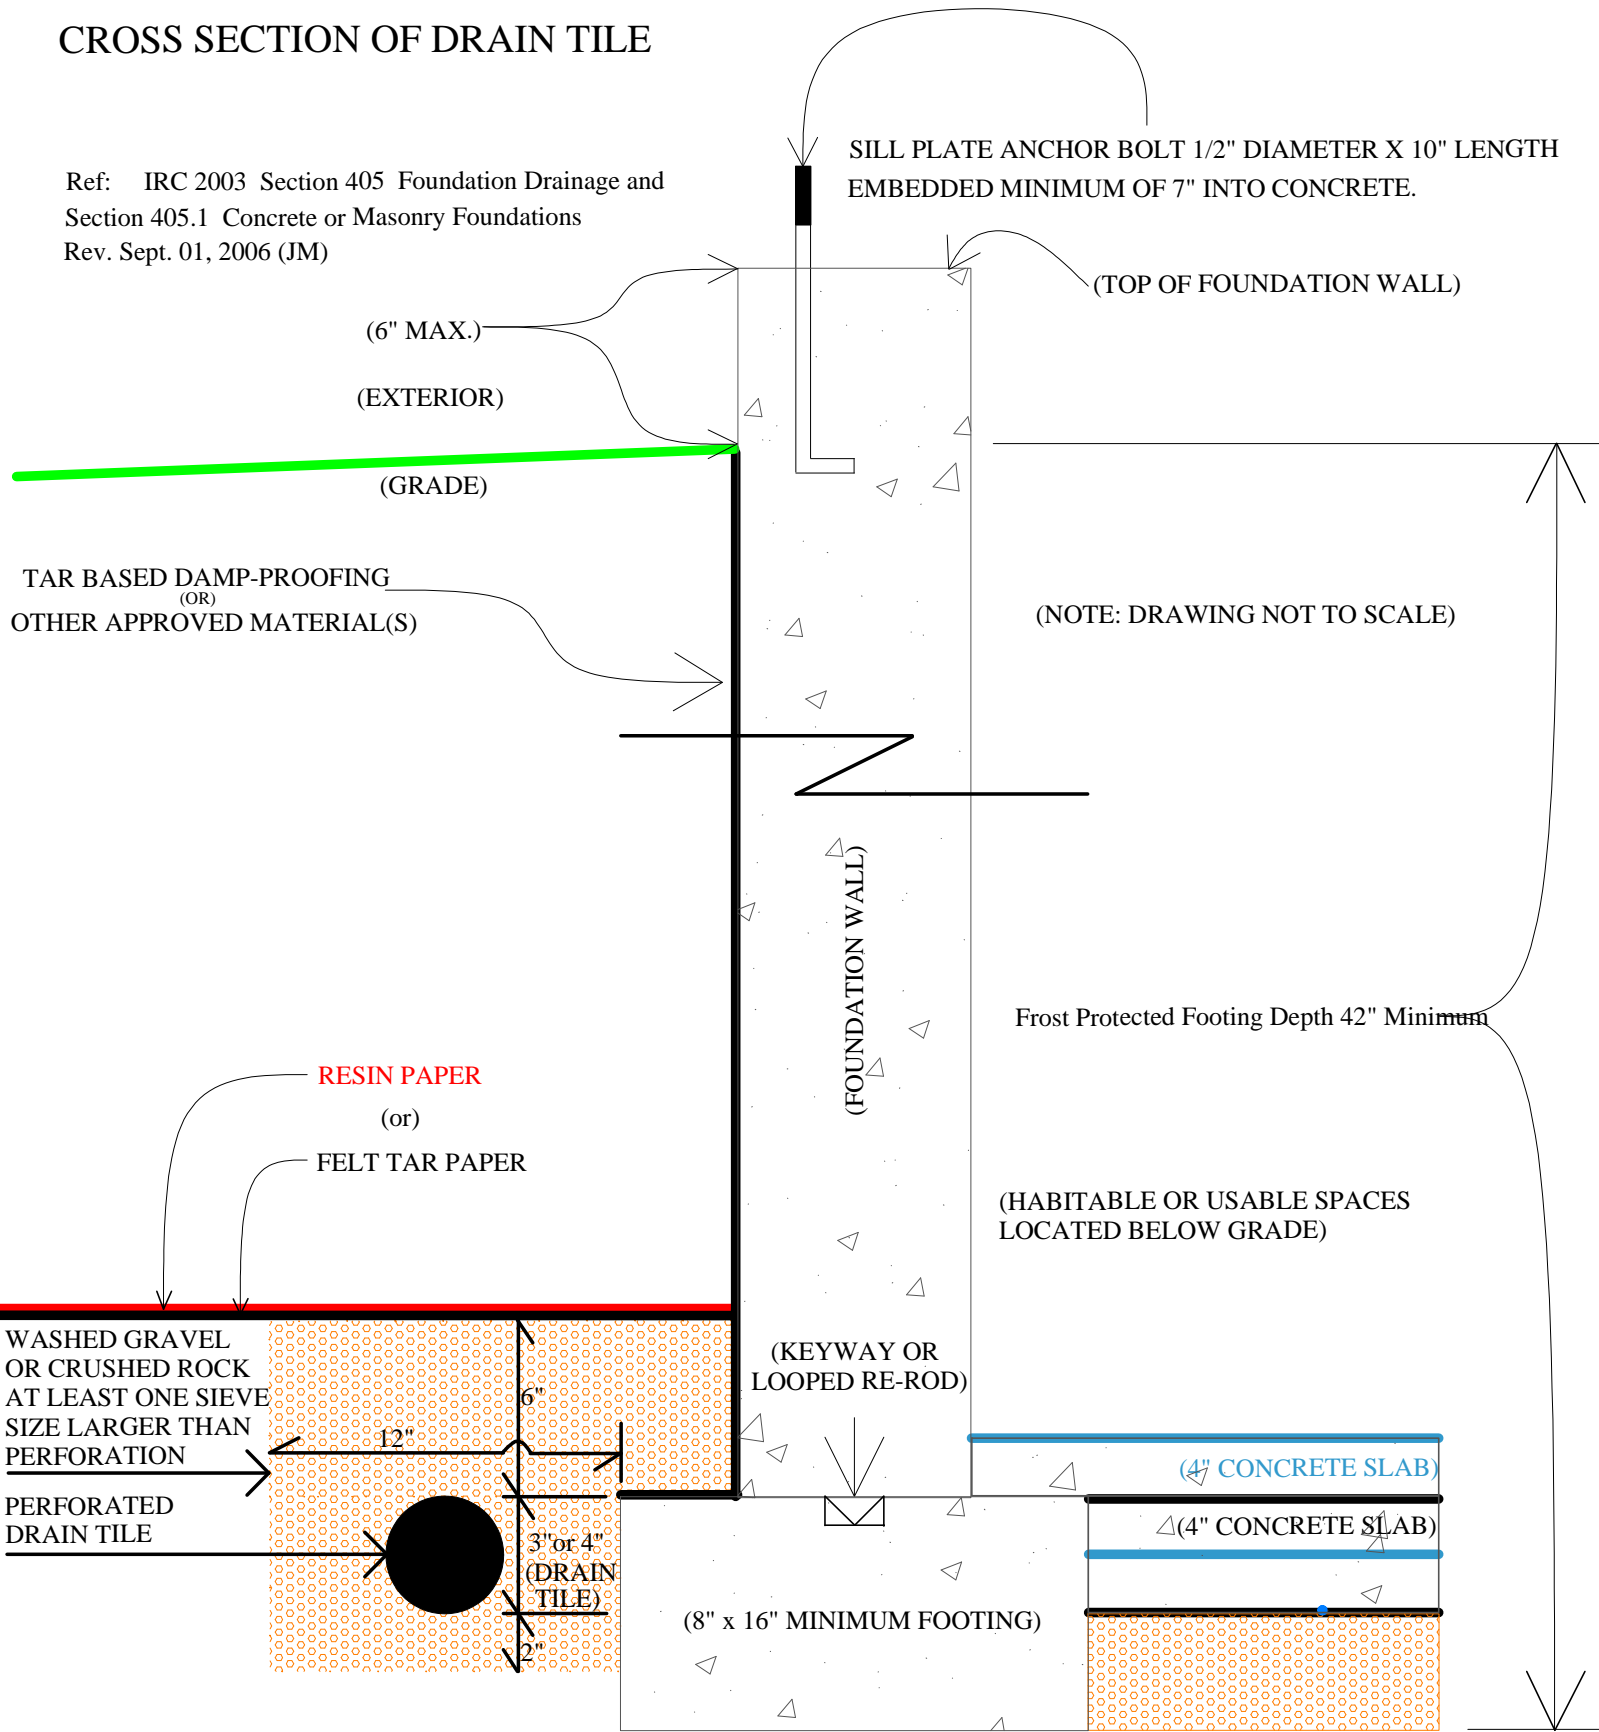 CROSS SECTION OF DRAIN TILE
SILL PLATE ANCHOR BOLT 1/2" DIAMETER X 10" LENGTH
EMBEDDED MINIMUM OF 7" INTO CONCRETE.
Ref: IRC 2003 Section 405 Foundation Drainage and
Section 405.1 Concrete or Masonry Foundations
Rev. Sept. 01, 2006 (JM)
(TOP OF FOUNDATION WALL)
(6" MAX.)
(EXTERIOR)
(GRADE)
TAR BASED DAMP-PROOFING
(OR)
OTHER APPROVED MATERIAL(S)
(NOTE: DRAWING NOT TO SCALE)
(FOUNDATION WALL)
Frost Protected Footing Depth 42" Minimum
RESIN PAPER
(or)
FELT TAR PAPER
(HABITABLE OR USABLE SPACES
LOCATED BELOW GRADE)
WASHED GRAVEL
OR CRUSHED ROCK
AT LEAST ONE SIEVE
SIZE LARGER THAN
PERFORATION
6"
12"
(KEYWAY OR
LOOPED RE-ROD)
(4" CONCRETE SLAB)
PERFORATED
DRAIN TILE
3"or 4"
(DRAIN
TILE)
(4" CONCRETE SLAB)
(8" x 16" MINIMUM FOOTING)
2"